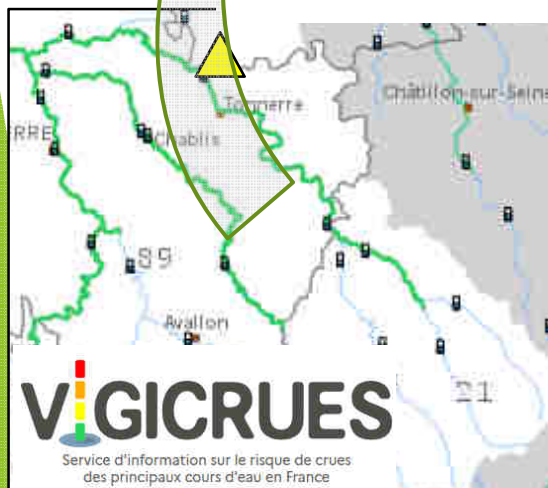 Châtillon-sur-Seine
Tonnerre
ERRE
Chablis
89
Avallon
21
VIGICRUES
Service d'information sur le risque de crues
des principaux cours d'eau en France